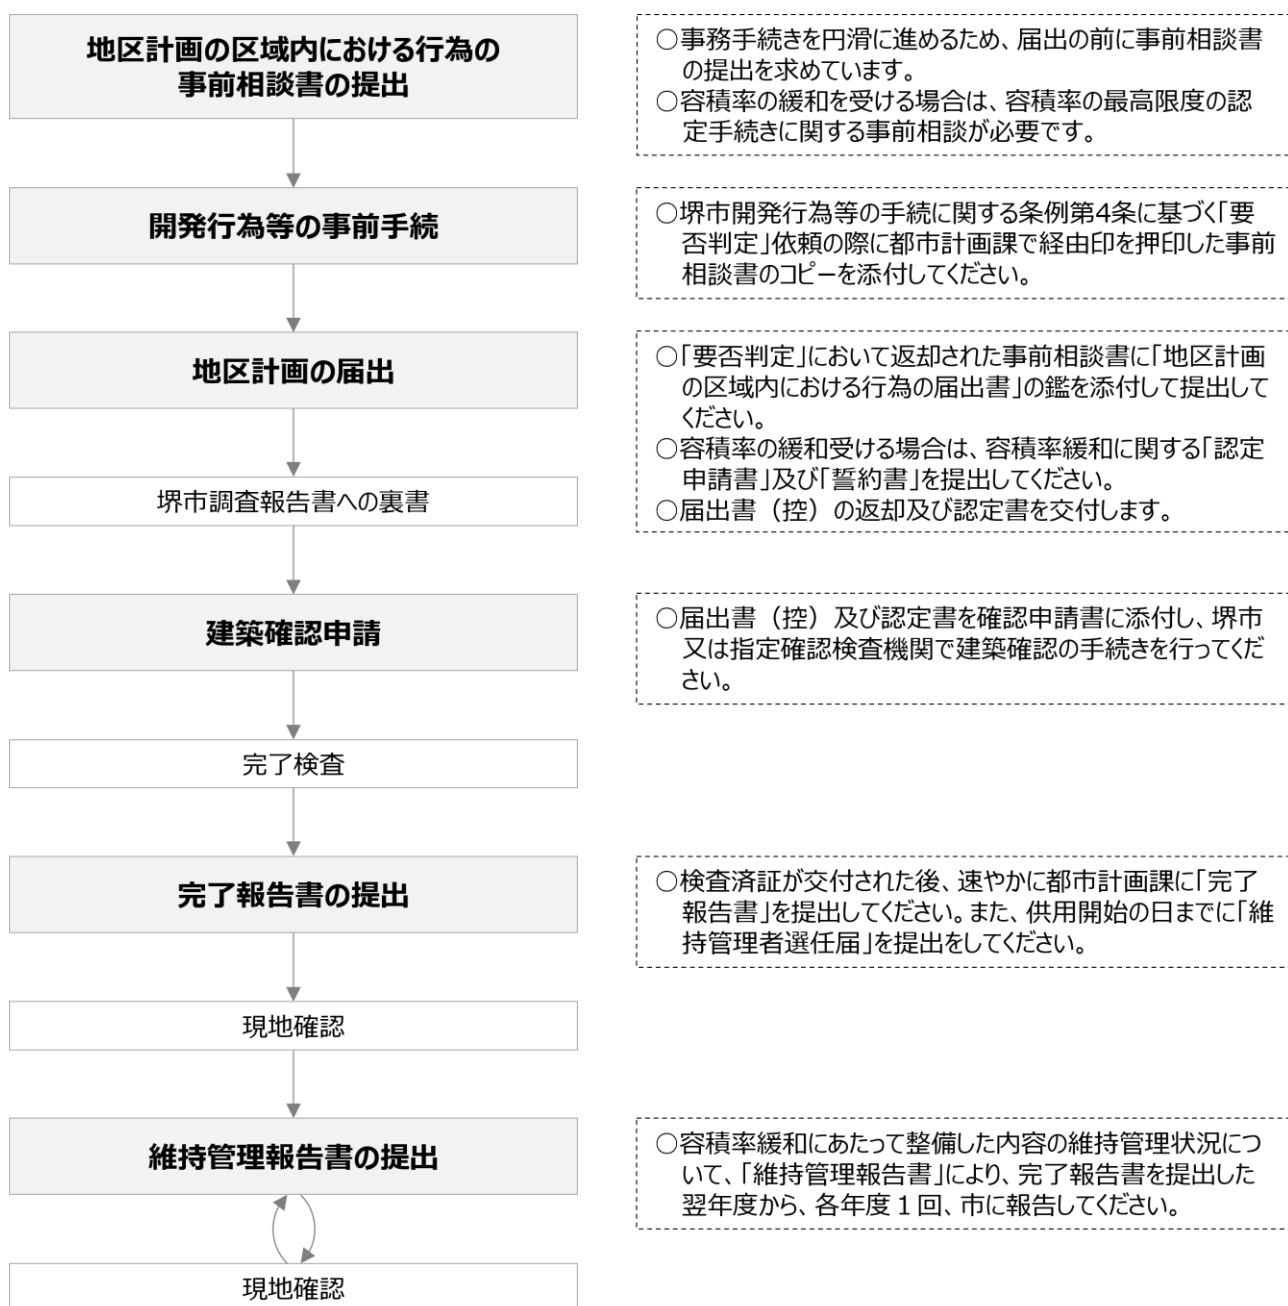 地区計画の区域内における行為の
事前相談書の提出
○事務手続きを円滑に進めるため、届出の前に事前相談書
の提出を求めています。
○容積率の緩和を受ける場合は、容積率の最高限度の認
定手続きに関する事前相談が必要です。
開発行為等の事前手続
○堺市開発行為等の手続に関する条例第4条に基づく「要
否判定」依頼の際に都市計画課で経由印を押印した事前
相談書のコピーを添付してください。
地区計画の届出
○「要否判定」において返却された事前相談書に「地区計画
の区域内における行為の届出書」の鑑を添付して提出して
ください。
○容積率の緩和受ける場合は、容積率緩和に関する「認定
申請書」及び「誓約書」を提出してください。
○届出書（控）の返却及び認定書を交付します。
堺市調査報告書への裏書
建築確認申請
○届出書（控）及び認定書を確認申請書に添付し、堺市
又は指定確認検査機関で建築確認の手続きを行ってくだ
さい。
完了検査
完了報告書の提出
○検査済証が交付された後、速やかに都市計画課に「完了
報告書」を提出してください。また、供用開始の日までに「維
持管理者選任届」を提出をしてください。
現地確認
維持管理報告書の提出
○容積率緩和にあたって整備した内容の維持管理状況につ
いて、「維持管理報告書」により、完了報告書を提出した
翌年度から、各年度１回、市に報告してください。
現地確認